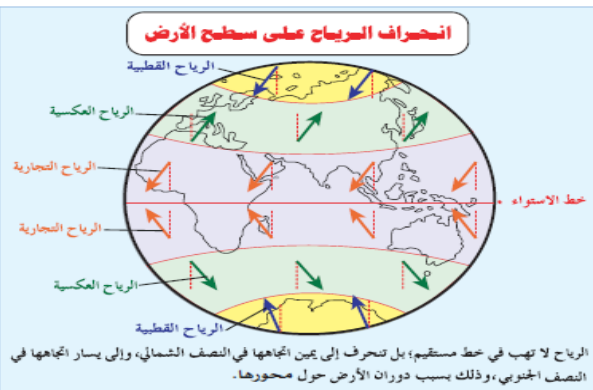 انحراف الرياح على سطح الأرض
الرياح القطبية
الرياح العكسية
الرياح التجارية
خط الاستواء
الرياح التجارية
الرياح العكسية
الرياح القطبية
الرياح لا تهب في خط مستقيم؛ بل تنحرف إلى يمين اتجاهها في النصف الشمالي، وإلى يسار اتجاهها في
النصف الجنوبي، وذلك بسبب دوران الأرض حول محورها.